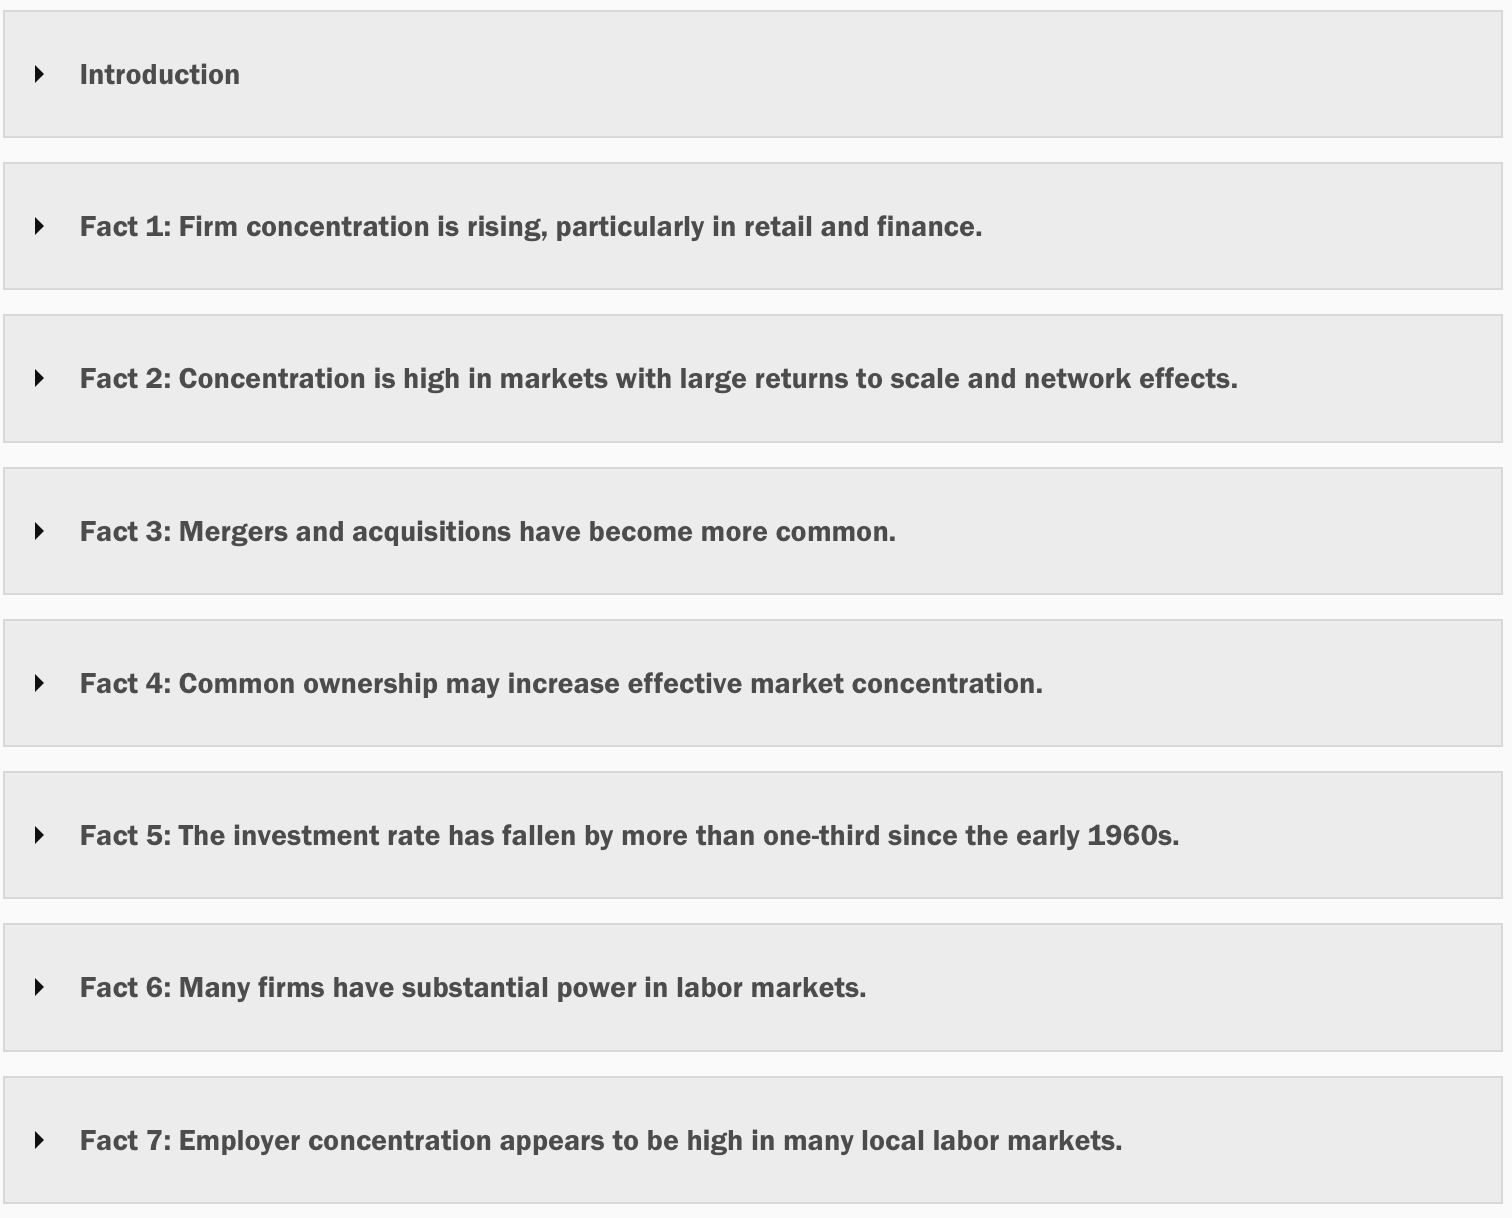 Introduction
Fact 1: Firm concentration is rising, particularly in retail and finance.
Fact 2: Concentration is high in markets with large returns to scale and network effects.
Fact 3: Mergers and acquisitions have become more common.
Fact 4: Common ownership may increase effective market concentration.
Fact 5: The investment rate has fallen by more than one-third since the early 1960s.
Fact 6: Many firms have substantial power in labor markets.
Fact 7: Employer concentration appears to be high in many local labor markets.